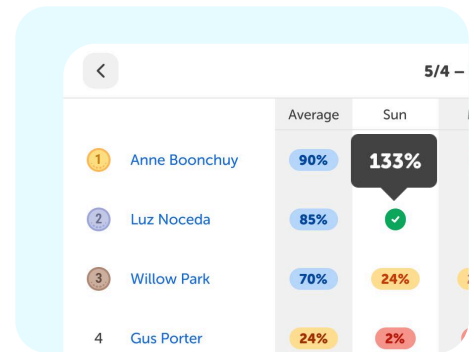 5/4 –
Average Sun
1 Anne Boonchuy 90% 133%
2 Luz Noceda 85%
3 Willow Park 70% 24%
4 Gus Porter 24% 2%